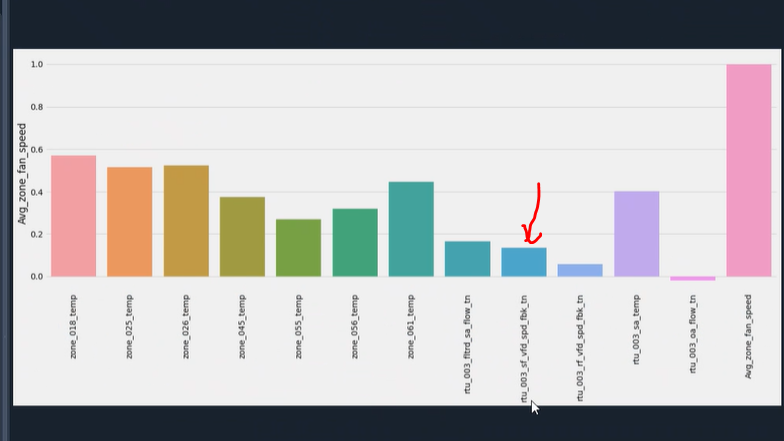 Avg_zone_fan_speed
1.0
0.8
0.6
0.4
0.2
0.0
zone_018_temp
zone_025_temp
zone_026_temp
zone_045_temp
zone_055_temp
zone_056_temp
zone_061_temp
rtu_003_fltrd_sa_flow_tn
rtu_003_sf_vfd_spd_fbk_tn
rtu_003_rf_vfd_spd_fbk_tn
rtu_003_sa_temp
rtu_003_oa_flow_tn
Avg_zone_fan_speed